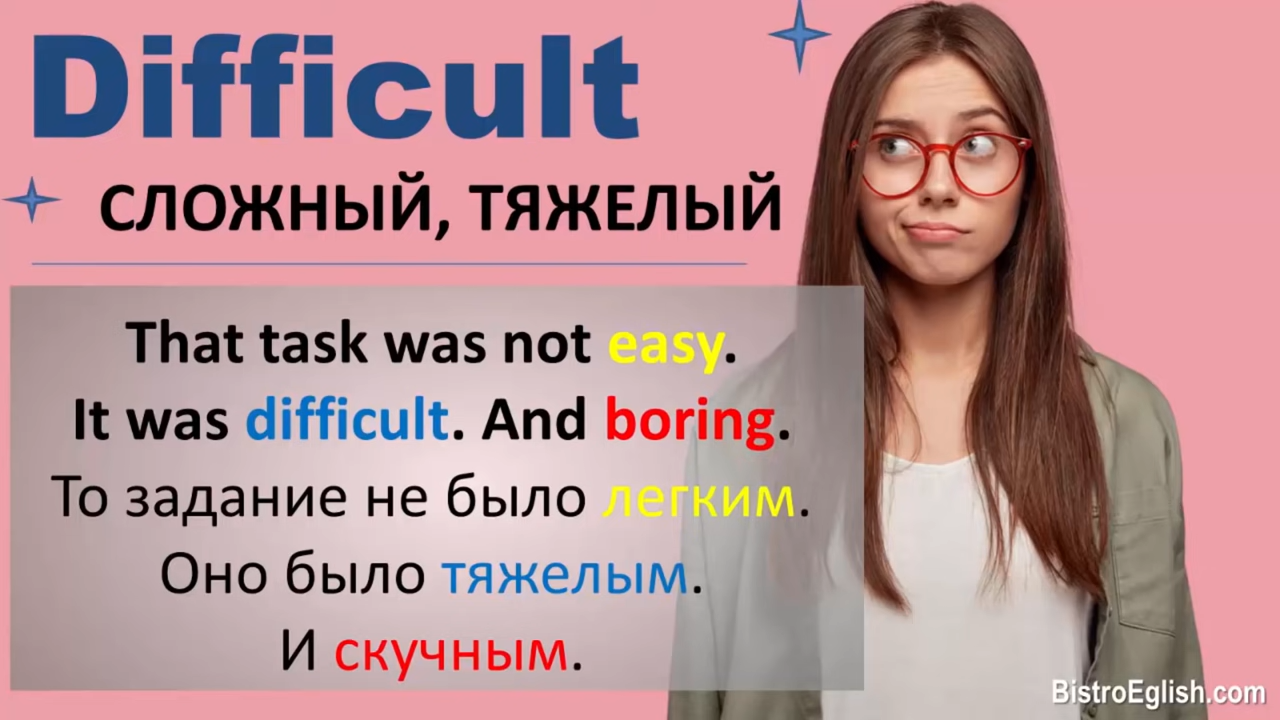 Difficult
СЛОЖНЫЙ, ТЯЖЕЛЫЙ
That task was not easy.
It was difficult. And boring.
То задание не было легким.
Оно было тяжелым.
И скучным.
BistroEglish.com